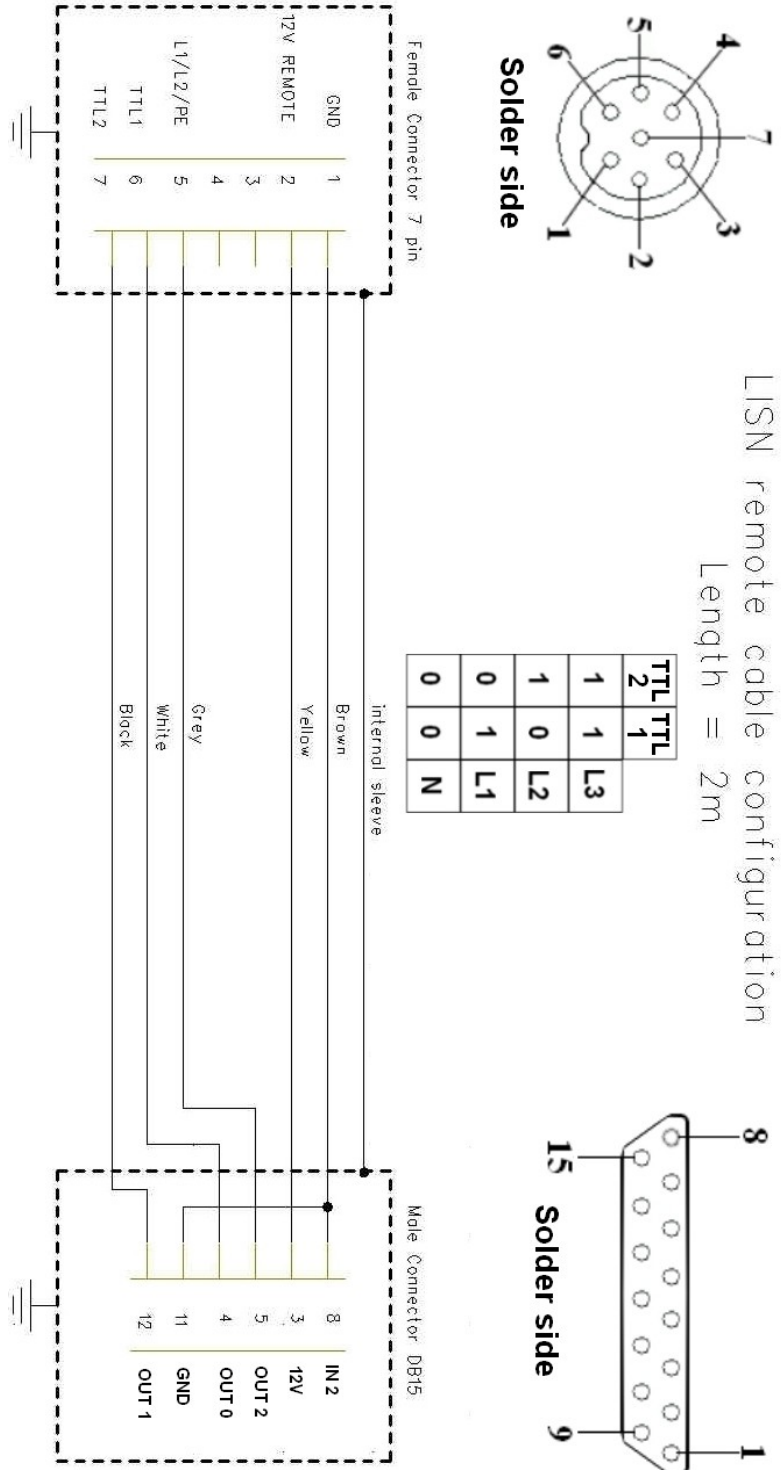 LISN remote cable configuration
Length = 2m
4
5
6
7
3
2
1
Solder side
8
15
1
9
Solder side
TTL 2 TTL 1
1 1 L3
1 0 L2
0 1 L1
0 0 N
Female Connector 7 pin
GND 1
12V REMOTE 2
3
4
L1/L2//PE 5
TTL1 6
TTL2 7
internal sleeve
Brown
Yellow
Grey
White
Black
Male Connector DB15
8 IN 2
3 12V
5 OUT 2
4 OUT 0
11 GND
12 OUT 1